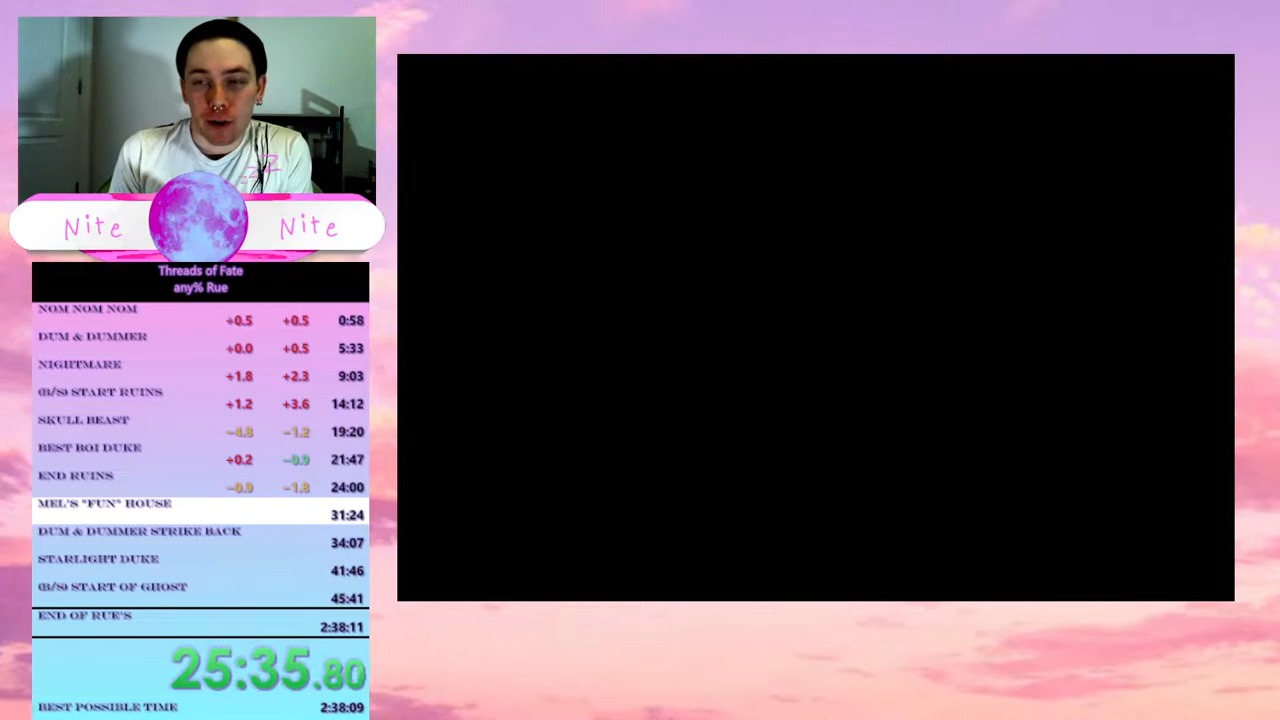 Nite Nite
Threads of Fate
any% Rue
NOM NOM NOM
+0.5 +0.5 0:58
DUM & DUMMER
+0.0 +0.5 5:33
NIGHTMARE
+1.8 +2.3 9:03
(B/S) START RUINS
+1.2 +3.6 14:12
SKULL BEAST
−4.8 −1.2 19:20
BEST BOI DUKE
+0.2 −0.9 21:47
END RUINS
−0.9 −1.8 24:00
MEL'S "FUN" HOUSE
31:24
DUM & DUMMER STRIKE BACK
34:07
STARLIGHT DUKE
41:46
(B/S) START OF GHOST
45:41
END OF RUE'S
2:38:11
25:35.80
BEST POSSIBLE TIME 2:38:09